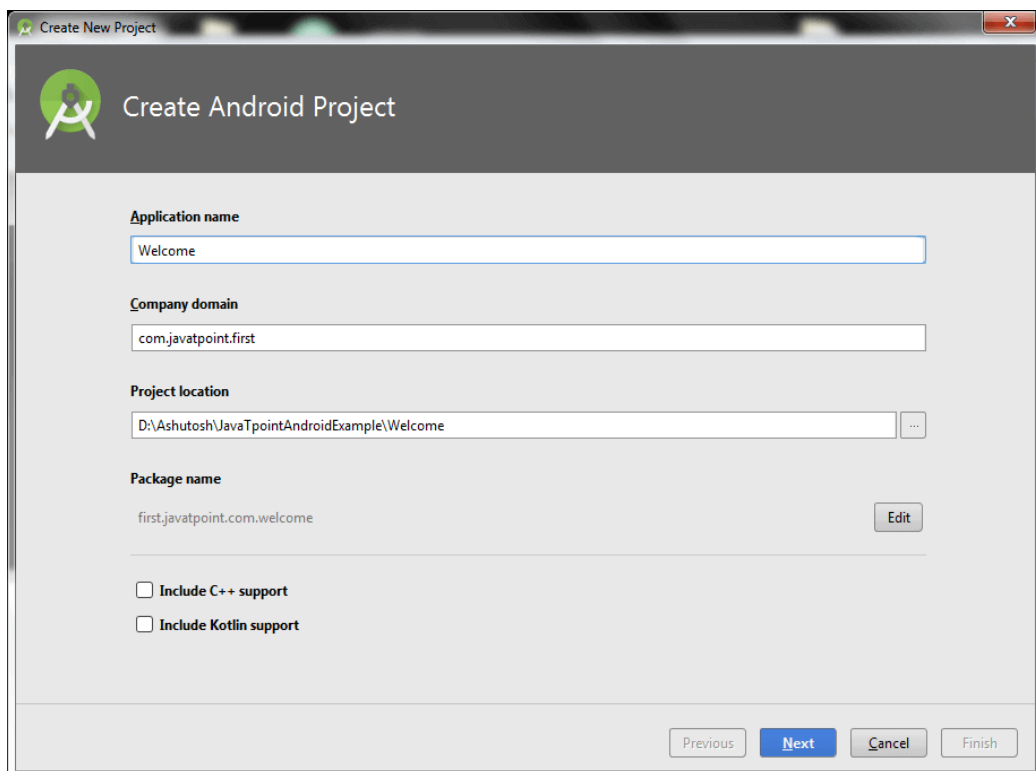 Create New Project
Create Android Project
Application name
Welcome
Company domain
com.javatpoint.first
Project location
D:\Ashutosh\JavaTpointAndroidExample\Welcome
...
Package name
first.javatpoint.com.welcome
Edit
Include C++ support
Include Kotlin support
Previous
Next
Cancel
Finish